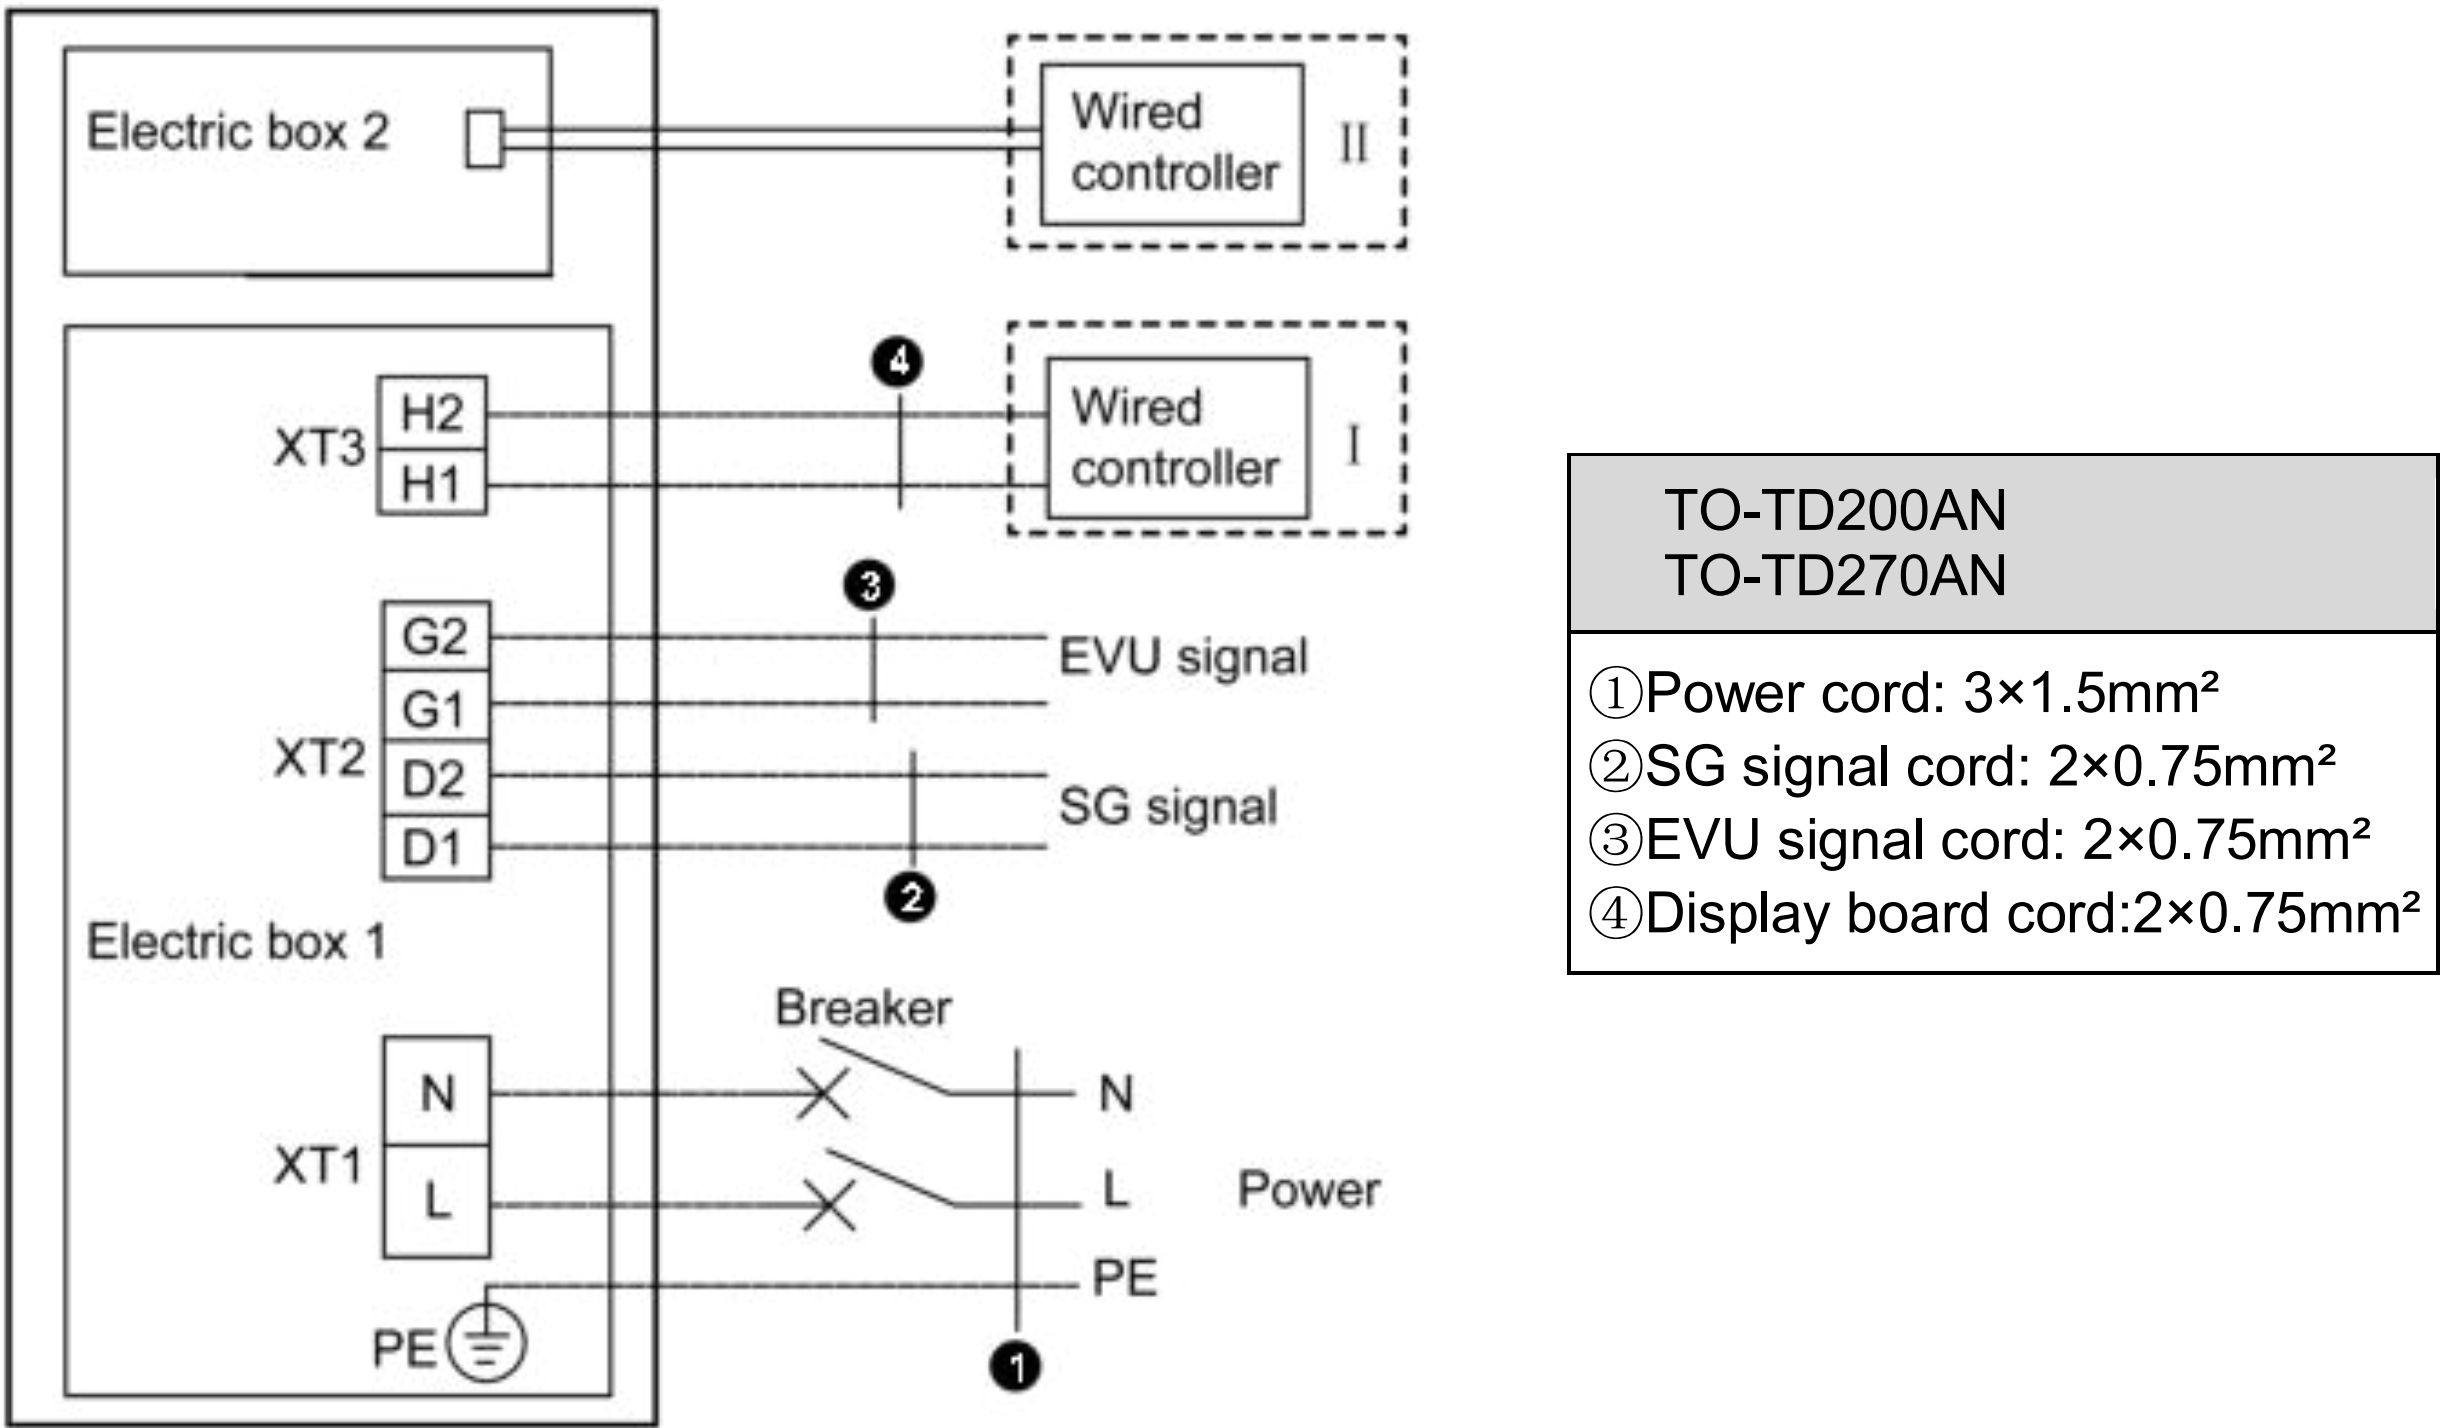 Electric box 2
Wired
controller
II
4
H2
XT3
H1
Wired
controller
I
3
G2
G1
EVU signal
XT2
D2
D1
SG signal
2
Electric box 1
Breaker
N
N
XT1
L
L
Power
PE
PE
1
TO-TD200AN
TO-TD270AN
①Power cord: 3×1.5mm²
②SG signal cord: 2×0.75mm²
③EVU signal cord: 2×0.75mm²
④Display board cord:2×0.75mm²